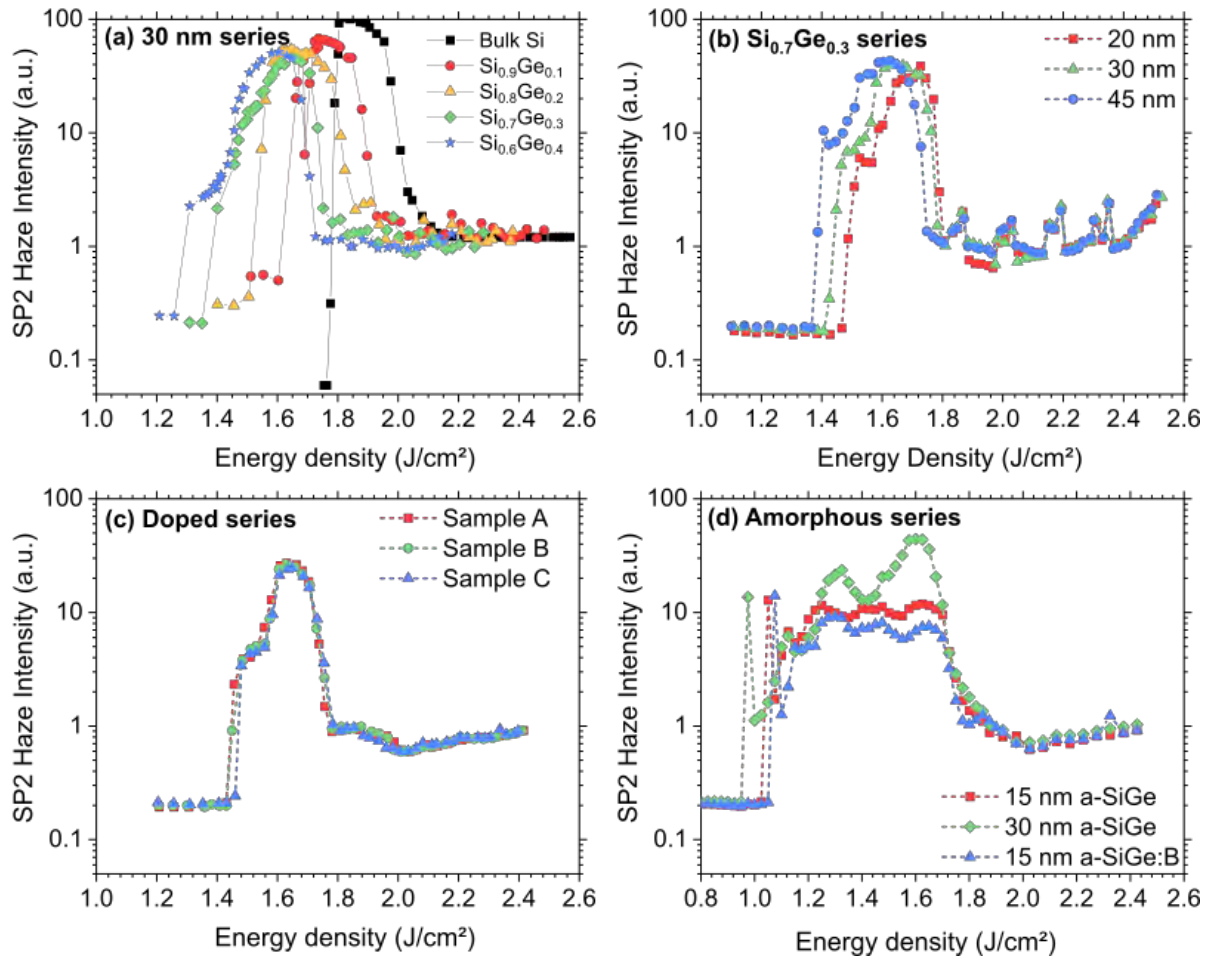 (a) 30 nm series
Bulk Si
Si₀.₉Ge₀.₁
Si₀.₈Ge₀.₂
Si₀.₇Ge₀.₃
Si₀.₆Ge₀.₄
100
10
1
0.1
SP2 Haze Intensity (a.u.)
1.0 1.2 1.4 1.6 1.8 2.0 2.2 2.4 2.6
Energy density (J/cm²)
(b) Si₀.₇Ge₀.₃ series
20 nm
30 nm
45 nm
100
10
1
0.1
SP Haze Intensity (a.u.)
1.0 1.2 1.4 1.6 1.8 2.0 2.2 2.4 2.6
Energy Density (J/cm²)
(c) Doped series
Sample A
Sample B
Sample C
100
10
1
0.1
SP2 Haze Intensity (a.u.)
1.0 1.2 1.4 1.6 1.8 2.0 2.2 2.4 2.6
Energy density (J/cm²)
(d) Amorphous series
100
10
1
0.1
SP2 Haze Intensity (a.u.)
15 nm a-SiGe
30 nm a-SiGe
15 nm a-SiGe:B
0.8 1.0 1.2 1.4 1.6 1.8 2.0 2.2 2.4 2.6
Energy density (J/cm²)